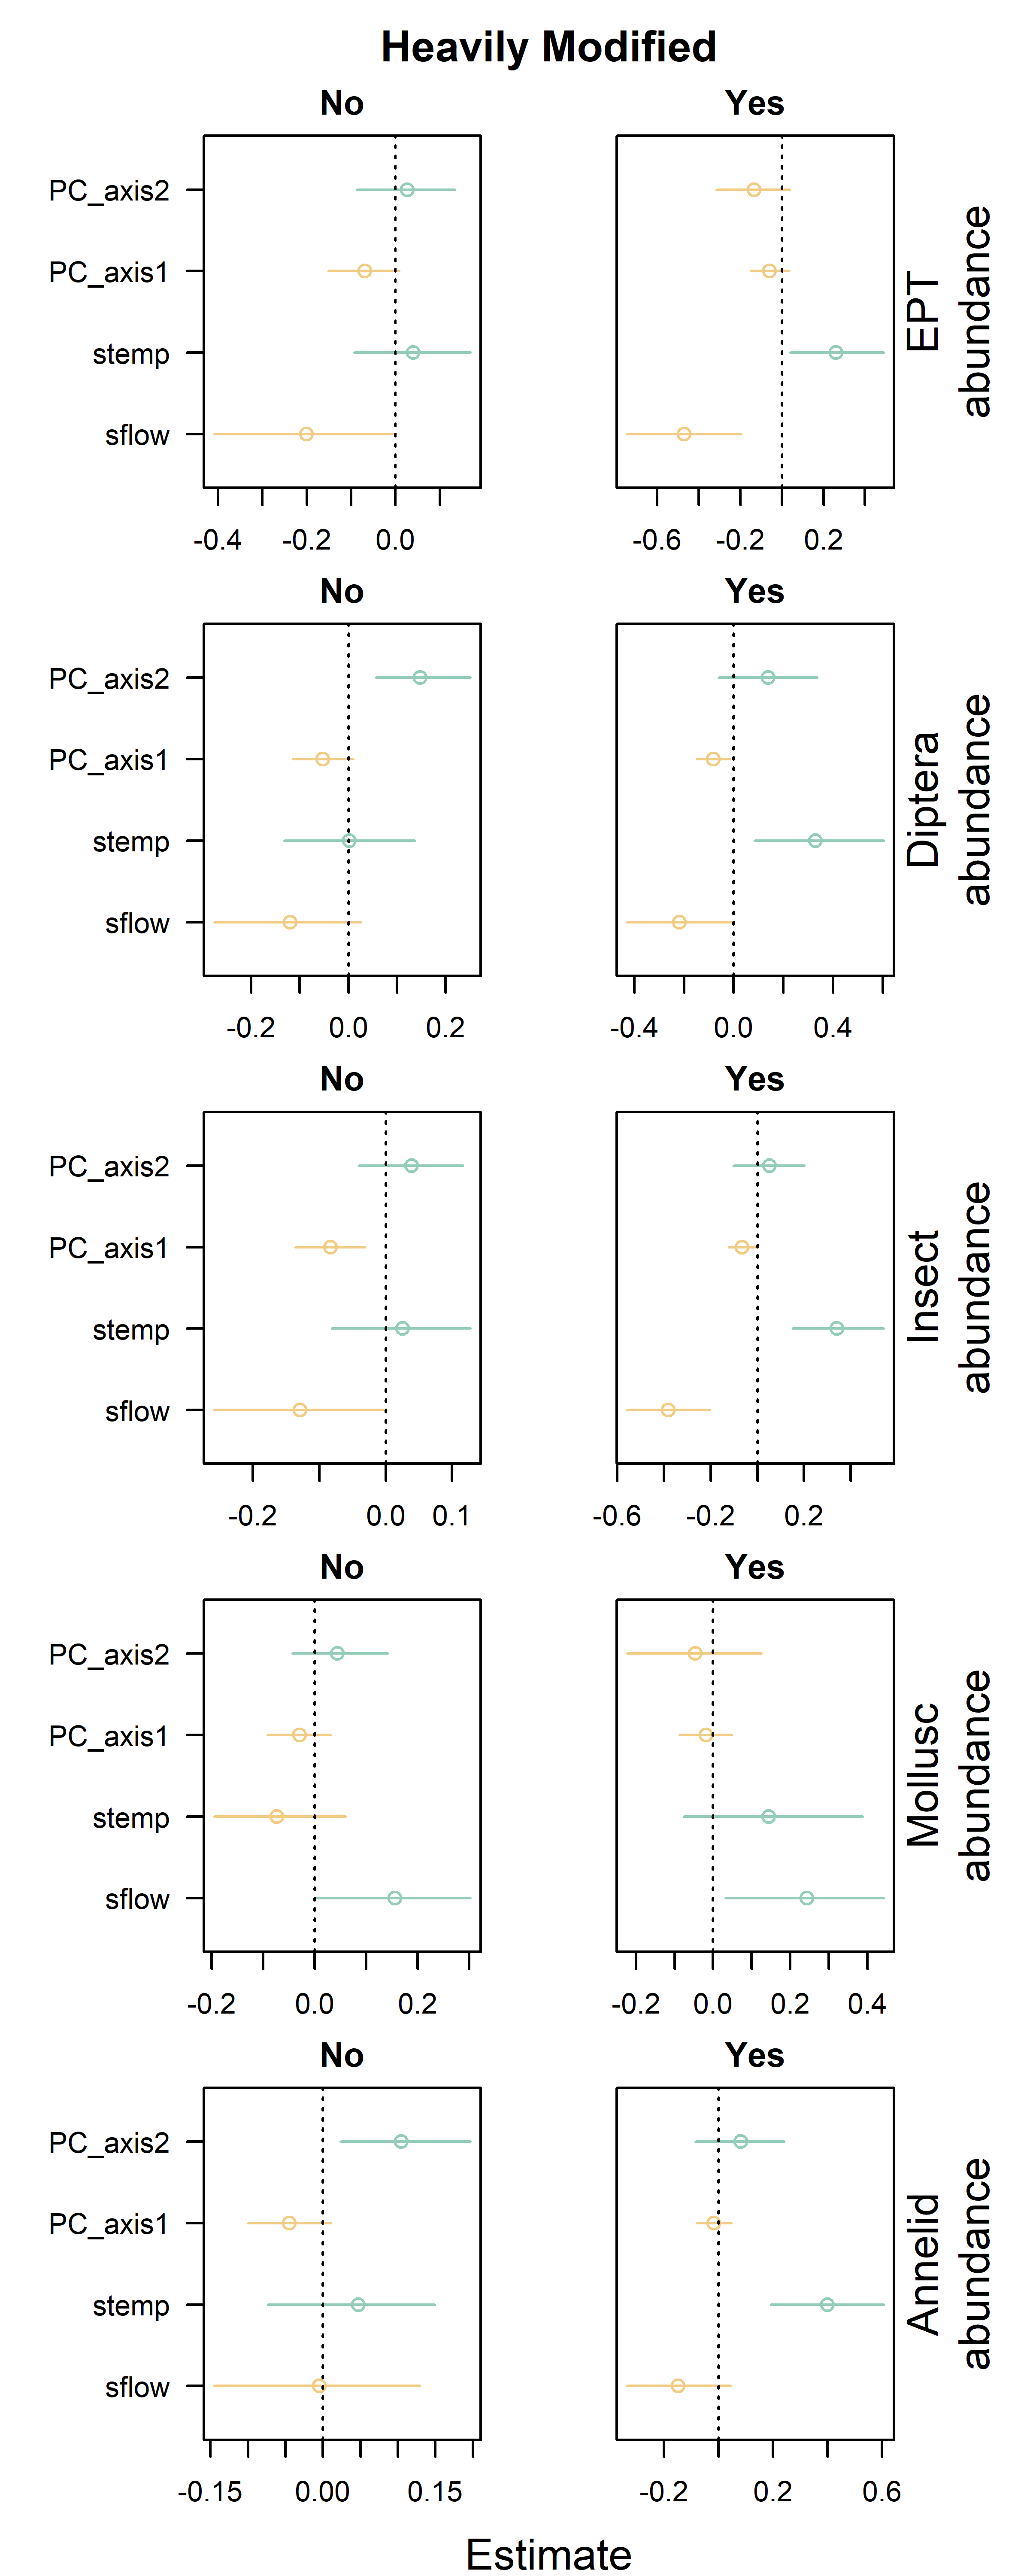 Heavily Modified
No Yes
PC_axis2
PC_axis1
stemp
sflow
-0.4 -0.2 0.0
-0.6 -0.2 0.2
EPT
abundance
No Yes
PC_axis2
PC_axis1
stemp
sflow
-0.2 0.0 0.2
-0.4 0.0 0.4
Diptera
abundance
No Yes
PC_axis2
PC_axis1
stemp
sflow
-0.2 0.0 0.1
-0.6 -0.2 0.2
Insect
abundance
No Yes
PC_axis2
PC_axis1
stemp
sflow
-0.2 0.0 0.2
-0.2 0.0 0.2 0.4
Mollusc
abundance
No Yes
PC_axis2
PC_axis1
stemp
sflow
-0.15 0.00 0.15
-0.2 0.2 0.6
Annelid
abundance
Estimate